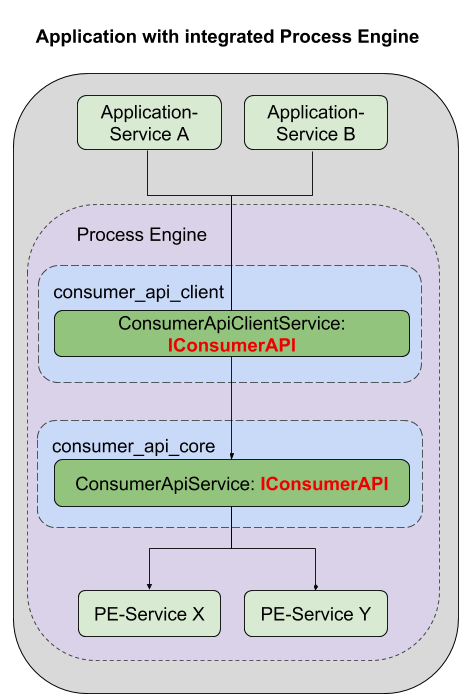 Application with integrated Process Engine
Application-
Service A
Application-
Service B
Process Engine
consumer_api_client
ConsumerApiClientService:
IConsumerAPI
consumer_api_core
ConsumerApiService: IConsumerAPI
PE-Service X
PE-Service Y